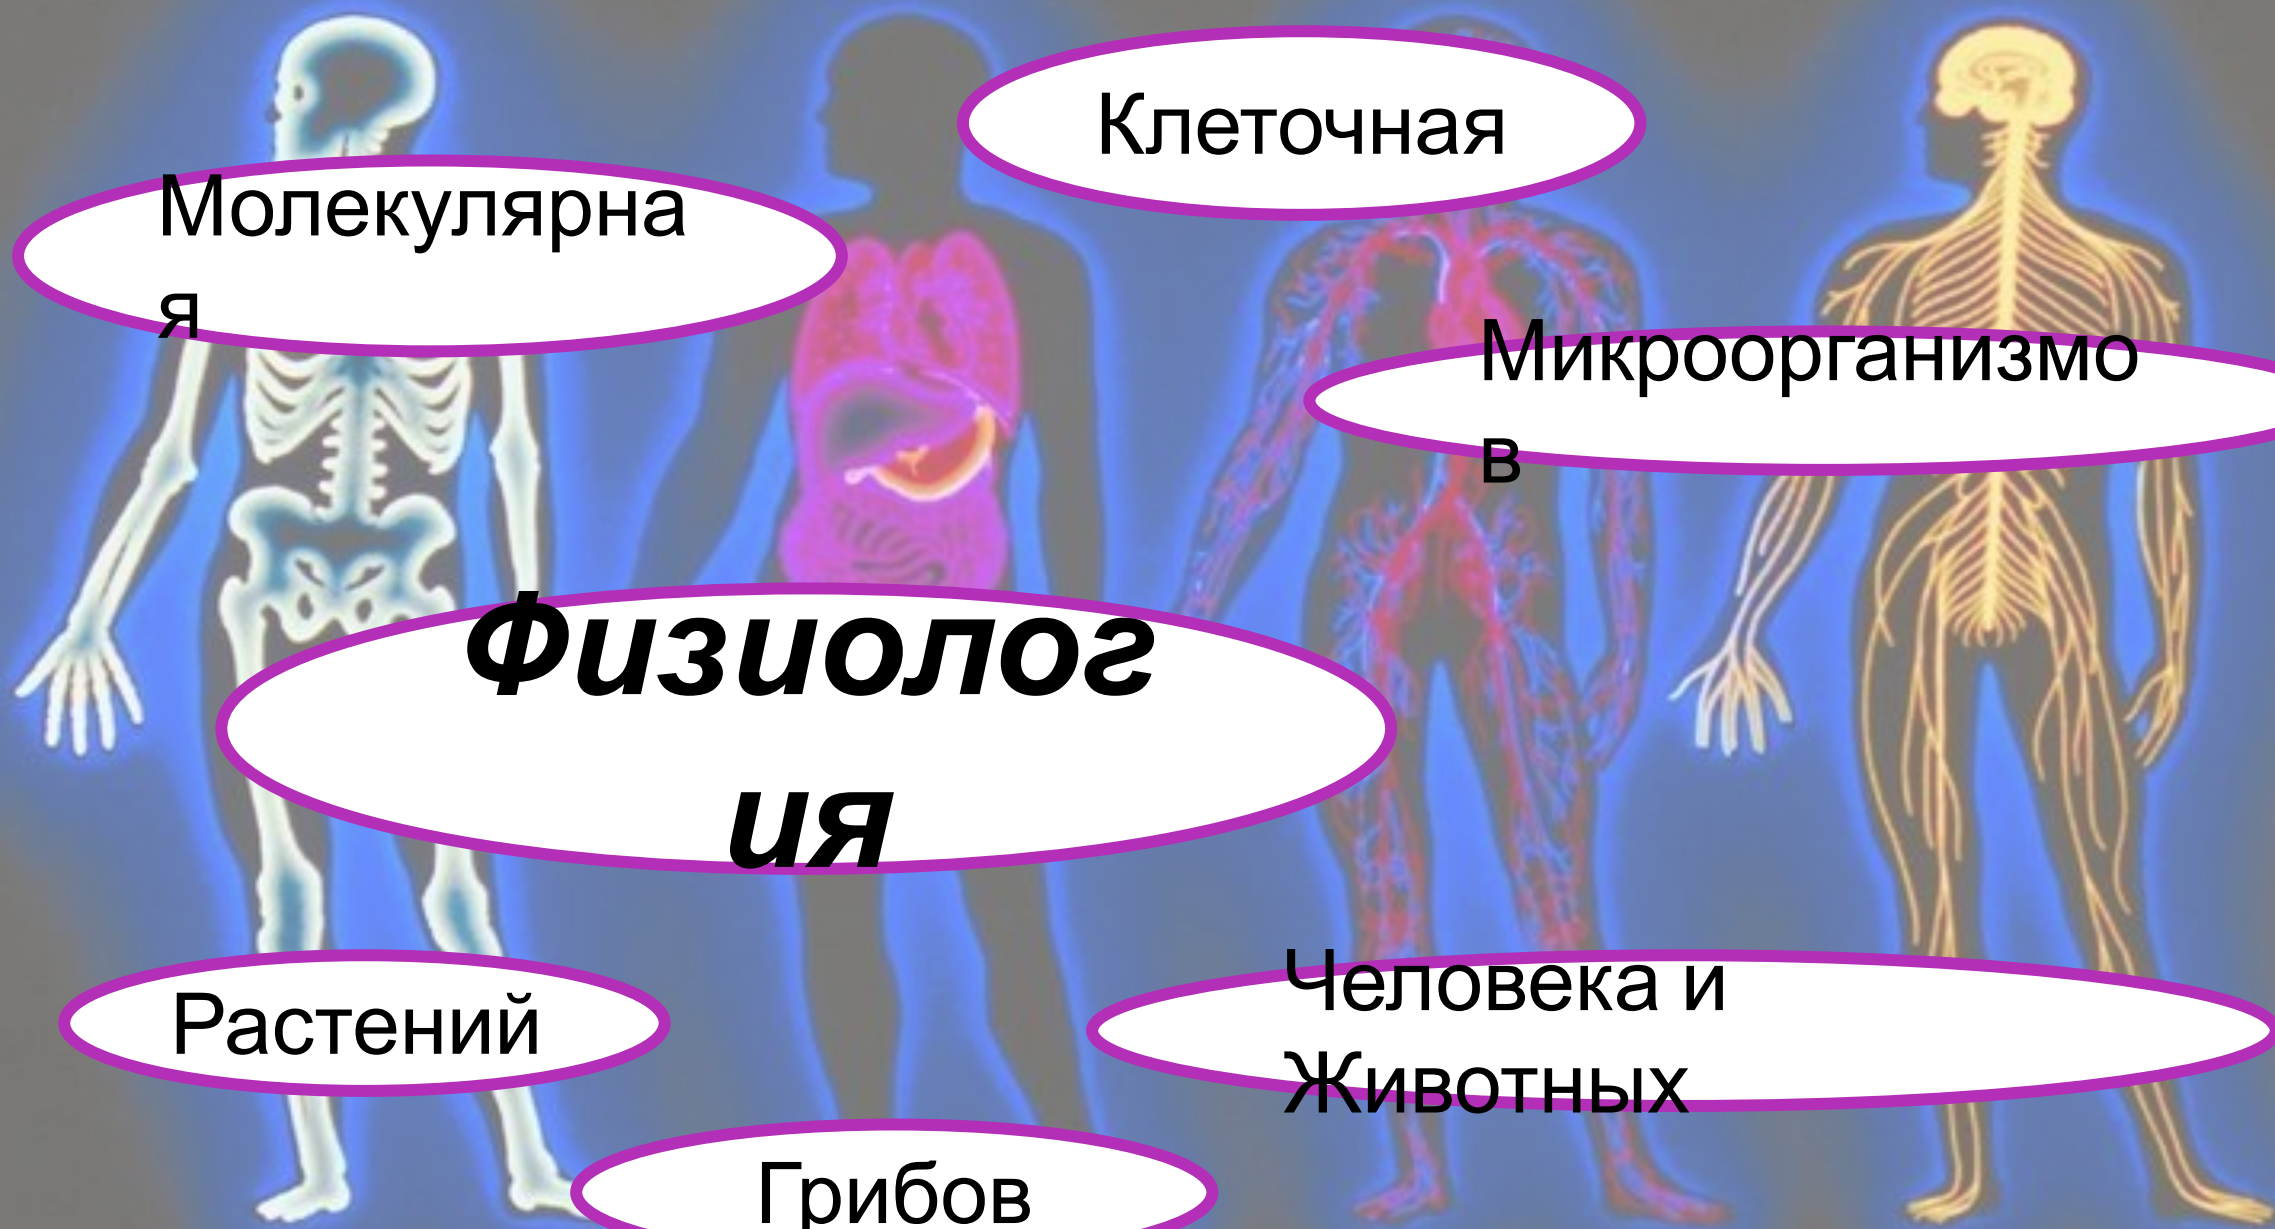 Клеточная
Молекулярна
я
Микроорганизмо
в
Физиолог
ия
Растений
Человека и
Животных
Грибов